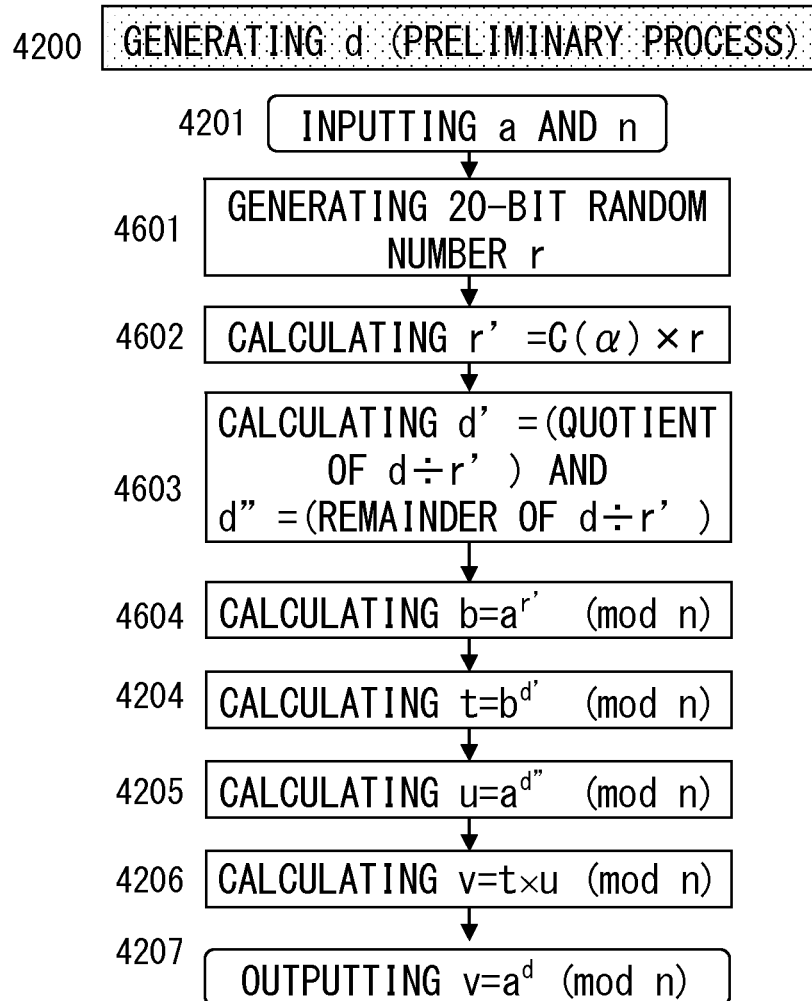 4200 GENERATING d (PRELIMINARY PROCESS)
4201 INPUTTING a AND n
4601 GENERATING 20-BIT RANDOM
NUMBER r
4602 CALCULATING r' =C(α)×r
4603 CALCULATING d' =(QUOTIENT
OF d÷r' ) AND
d” =(REMAINDER OF d÷r' )
4604 CALCULATING b=a^r' (mod n)
4204 CALCULATING t=b^d' (mod n)
4205 CALCULATING u=a^d” (mod n)
4206 CALCULATING v=t×u (mod n)
4207 OUTPUTTING v=a^d (mod n)